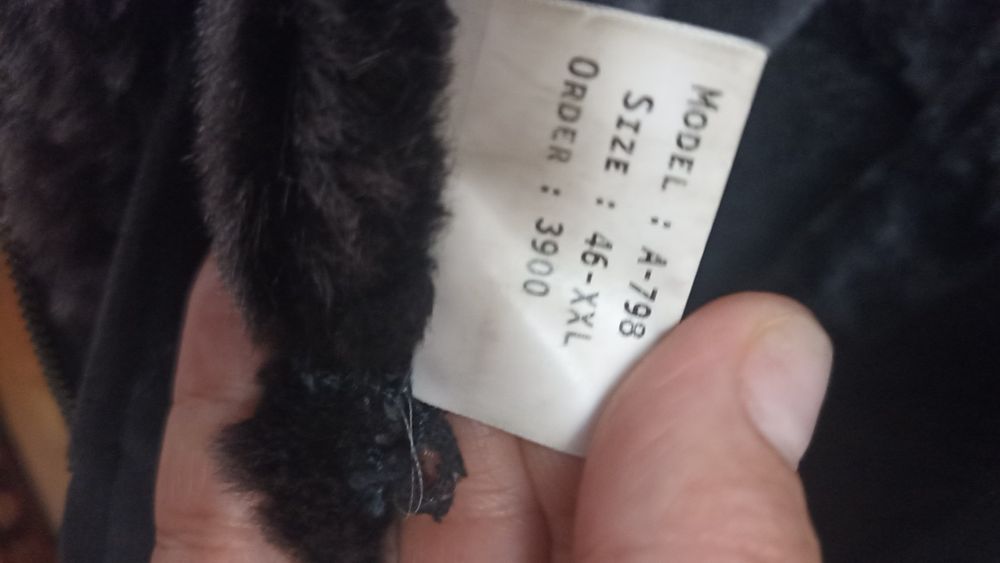 MODEL : A-798
SIZE : 46-XXL
ORDER : 3900